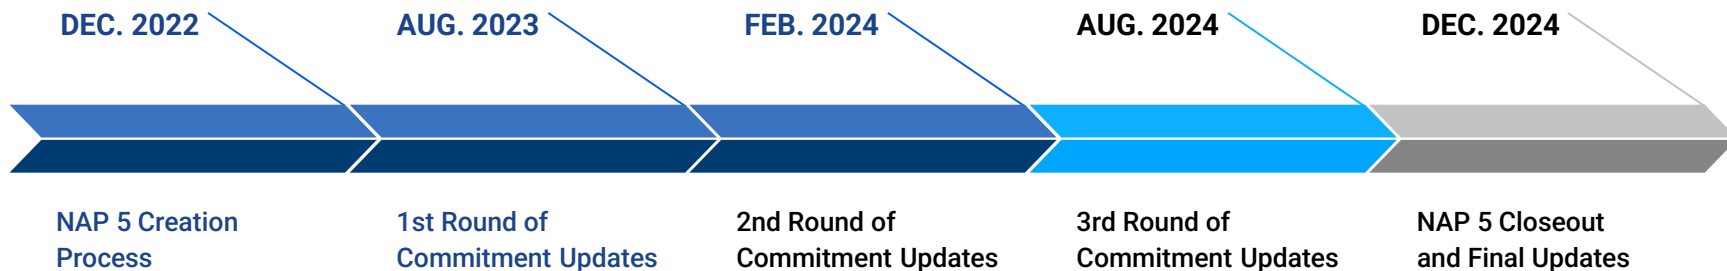 DEC. 2022
AUG. 2023
FEB. 2024
AUG. 2024
DEC. 2024
NAP 5 Creation
Process
1st Round of
Commitment Updates
2nd Round of
Commitment Updates
3rd Round of
Commitment Updates
NAP 5 Closeout
and Final Updates